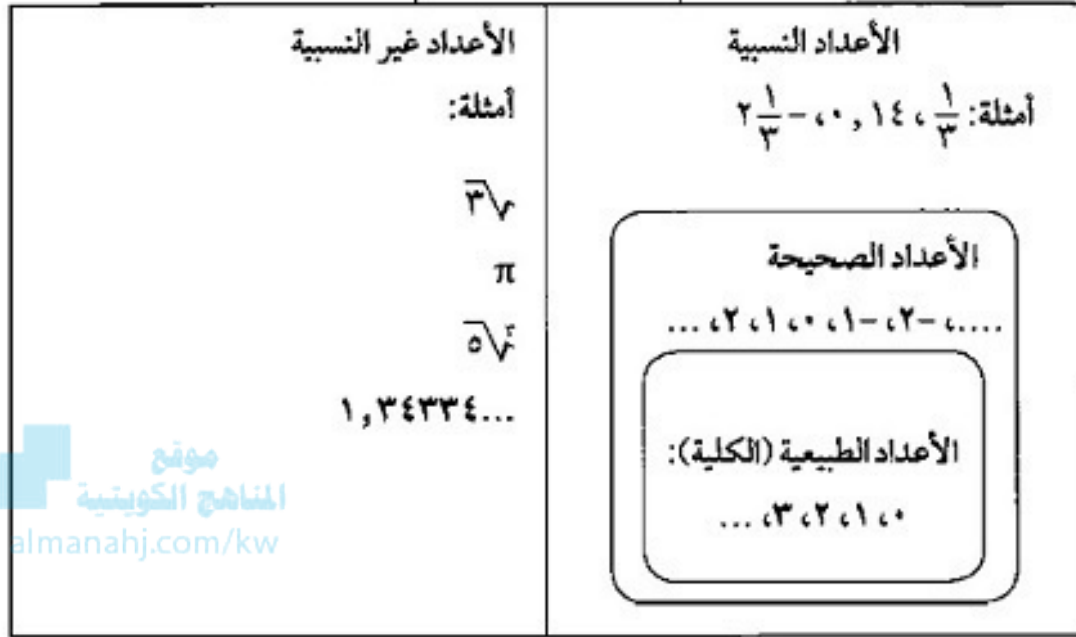 الأعداد النسبية
أمثلة: ١/٣ ، ١٤ , ٠ ، -٢ ١/٣
الأعداد الصحيحة
....، -٢، -١، ٠، ١، ٢، ...
الأعداد الطبيعية (الكلية):
٠، ١، ٢، ٣، ...
الأعداد غير النسبية
أمثلة:
√٣
π
∛٥
١,٣٤٣٣٤...
موقع
المناهج الكويتية
almanahj.com/kw